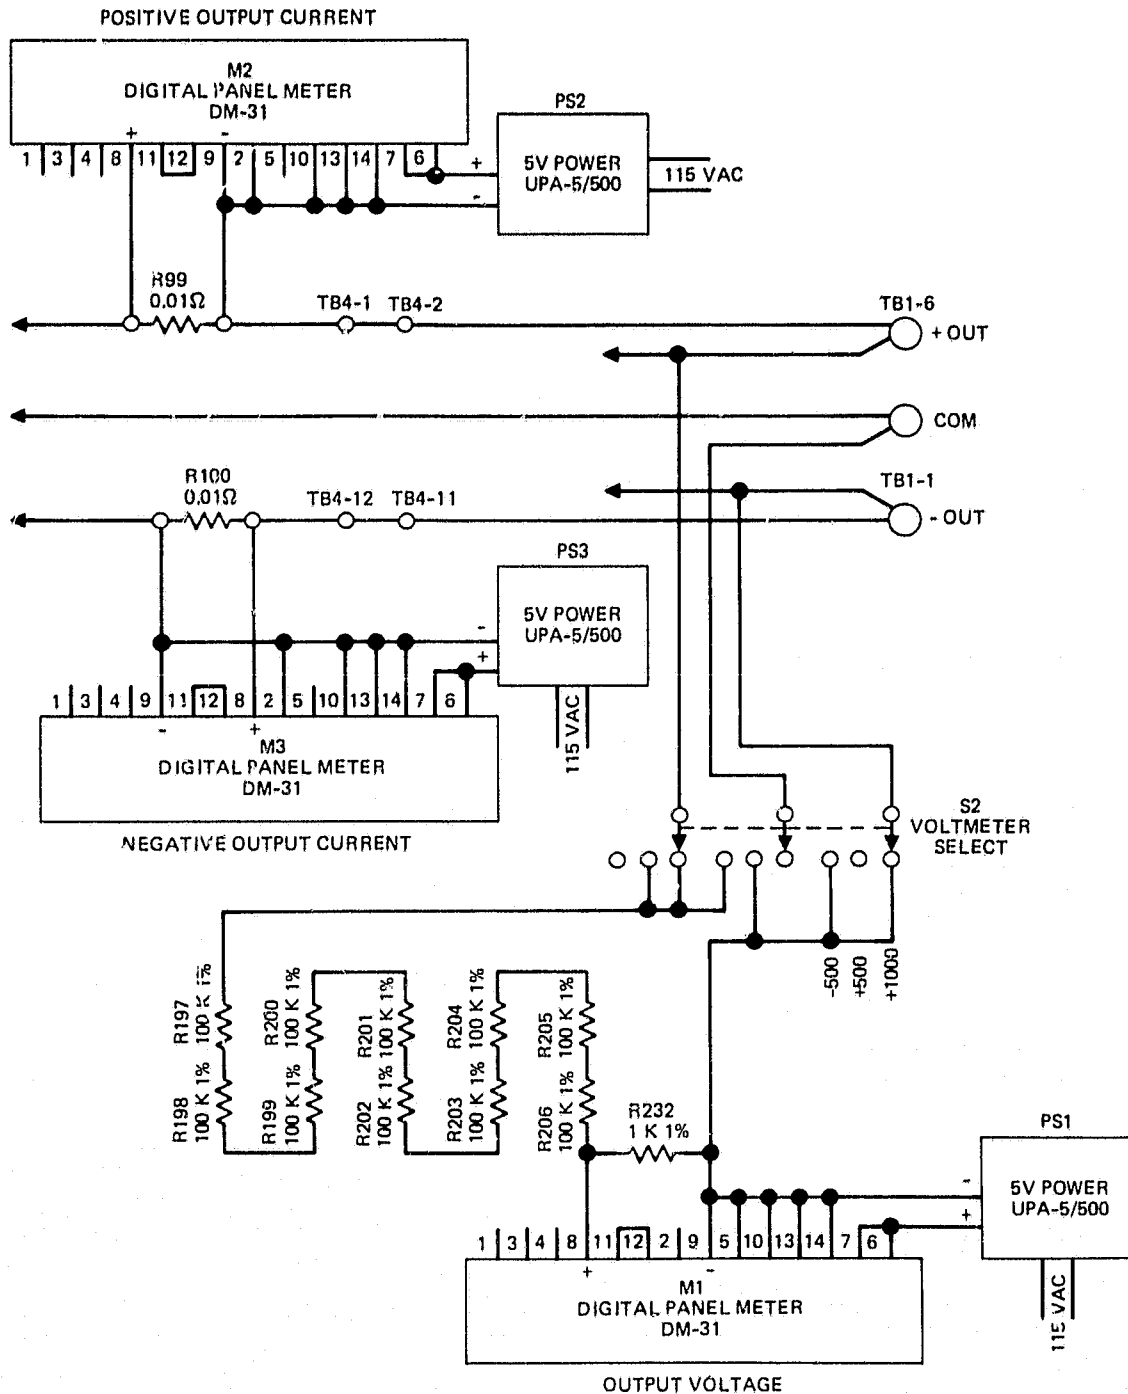 POSITIVE OUTPUT CURRENT
M2
DIGITAL PANEL METER
DM-31
+ -
1 3 4 8 11 12 9 2 5 10 13 14 7 6
PS2
5V POWER
UPA-5/500
+
-
115 VAC
R99
0.01Ω
TB4-1 TB4-2
TB1-6
+ OUT
COM
R100
0.01Ω
TB4-12 TB4-11
TB1-1
- OUT
PS3
5V POWER
UPA-5/500
-
+
115 VAC
1 3 4 9 11 12 8 2 5 10 13 14 7 6
- +
M3
DIGITAL PANEL METER
DM-31
NEGATIVE OUTPUT CURRENT
S2
VOLTMETER
SELECT
-500
+500
+1000
R197
100 K 1%
R198
100 K 1%
R200
100 K 1%
R199
100 K 1%
R201
100 K 1%
R202
100 K 1%
R204
100 K 1%
R203
100 K 1%
R205
100 K 1%
R206
100 K 1%
R232
1 K 1%
PS1
5V POWER
UPA-5/500
-
+
115 VAC
1 3 4 8 11 12 2 9 5 10 13 14 7 6
+ -
M1
DIGITAL PANEL METER
DM-31
OUTPUT VOLTAGE